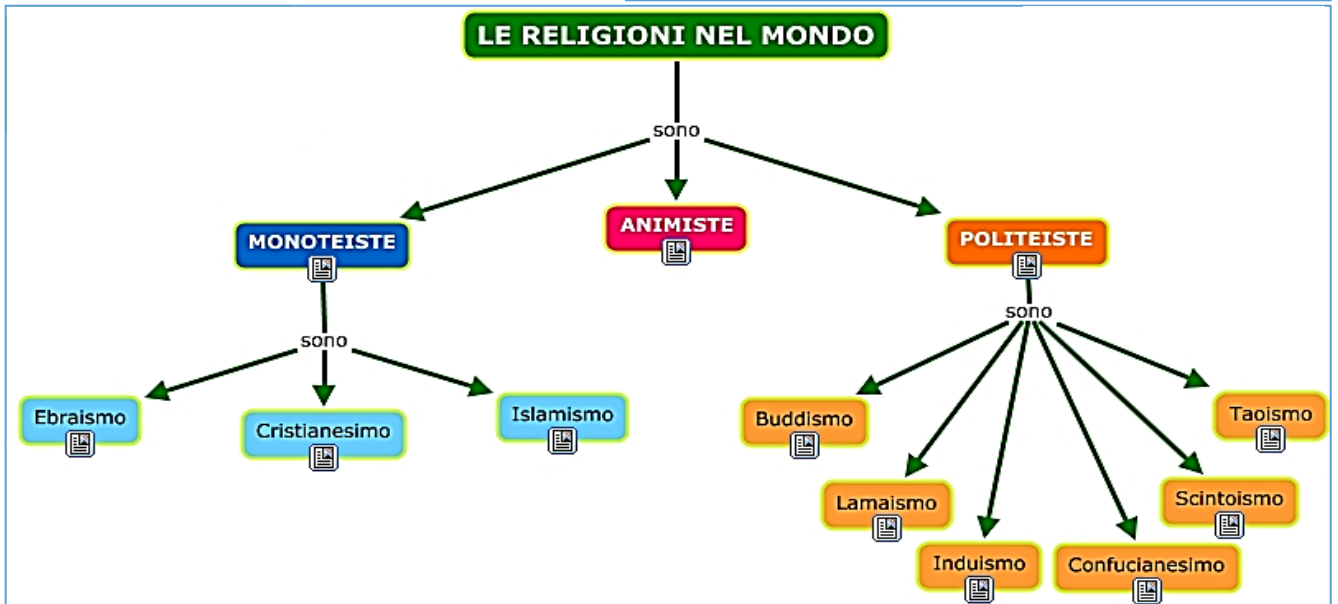 LE RELIGIONI NEL MONDO
sono
MONOTEISTE
ANIMISTE
POLITEISTE
sono
Ebraismo
Cristianesimo
Islamismo
sono
Buddismo
Lamaismo
Induismo
Confucianesimo
Scintoismo
Taoismo